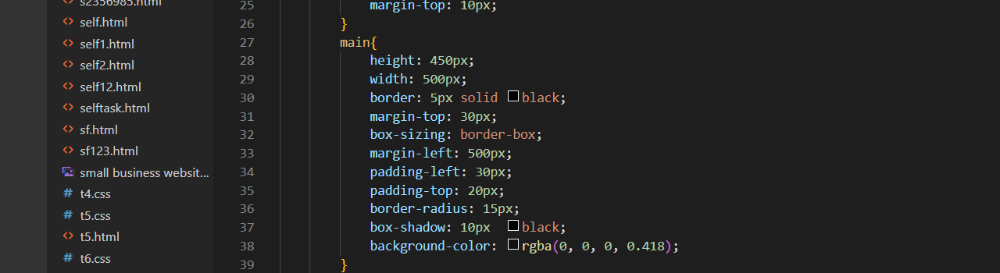 s2356985.html
self.html
self1.html
self2.html
self12.html
selftask.html
sf.html
sf123.html
small business websit...
t4.css
t5.css
t5.html
t6.css
25 margin-top: 10px;
26 }
27 main{
28 height: 450px;
29 width: 500px;
30 border: 5px solid black;
31 margin-top: 30px;
32 box-sizing: border-box;
33 margin-left: 500px;
34 padding-left: 30px;
35 padding-top: 20px;
36 border-radius: 15px;
37 box-shadow: 10px black;
38 background-color: rgba(0, 0, 0, 0.418);
39 }